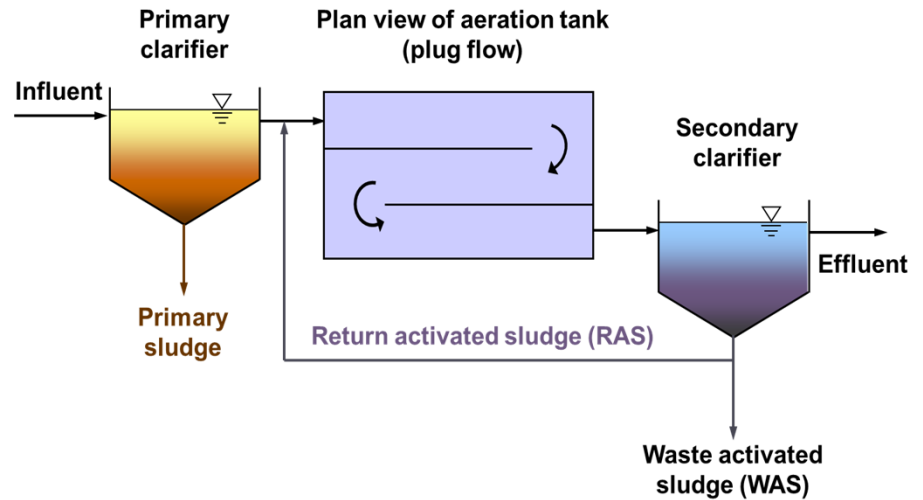 Primary
clarifier
Plan view of aeration tank
(plug flow)
Influent
Secondary
clarifier
Effluent
Primary
sludge
Return activated sludge (RAS)
Waste activated
sludge (WAS)